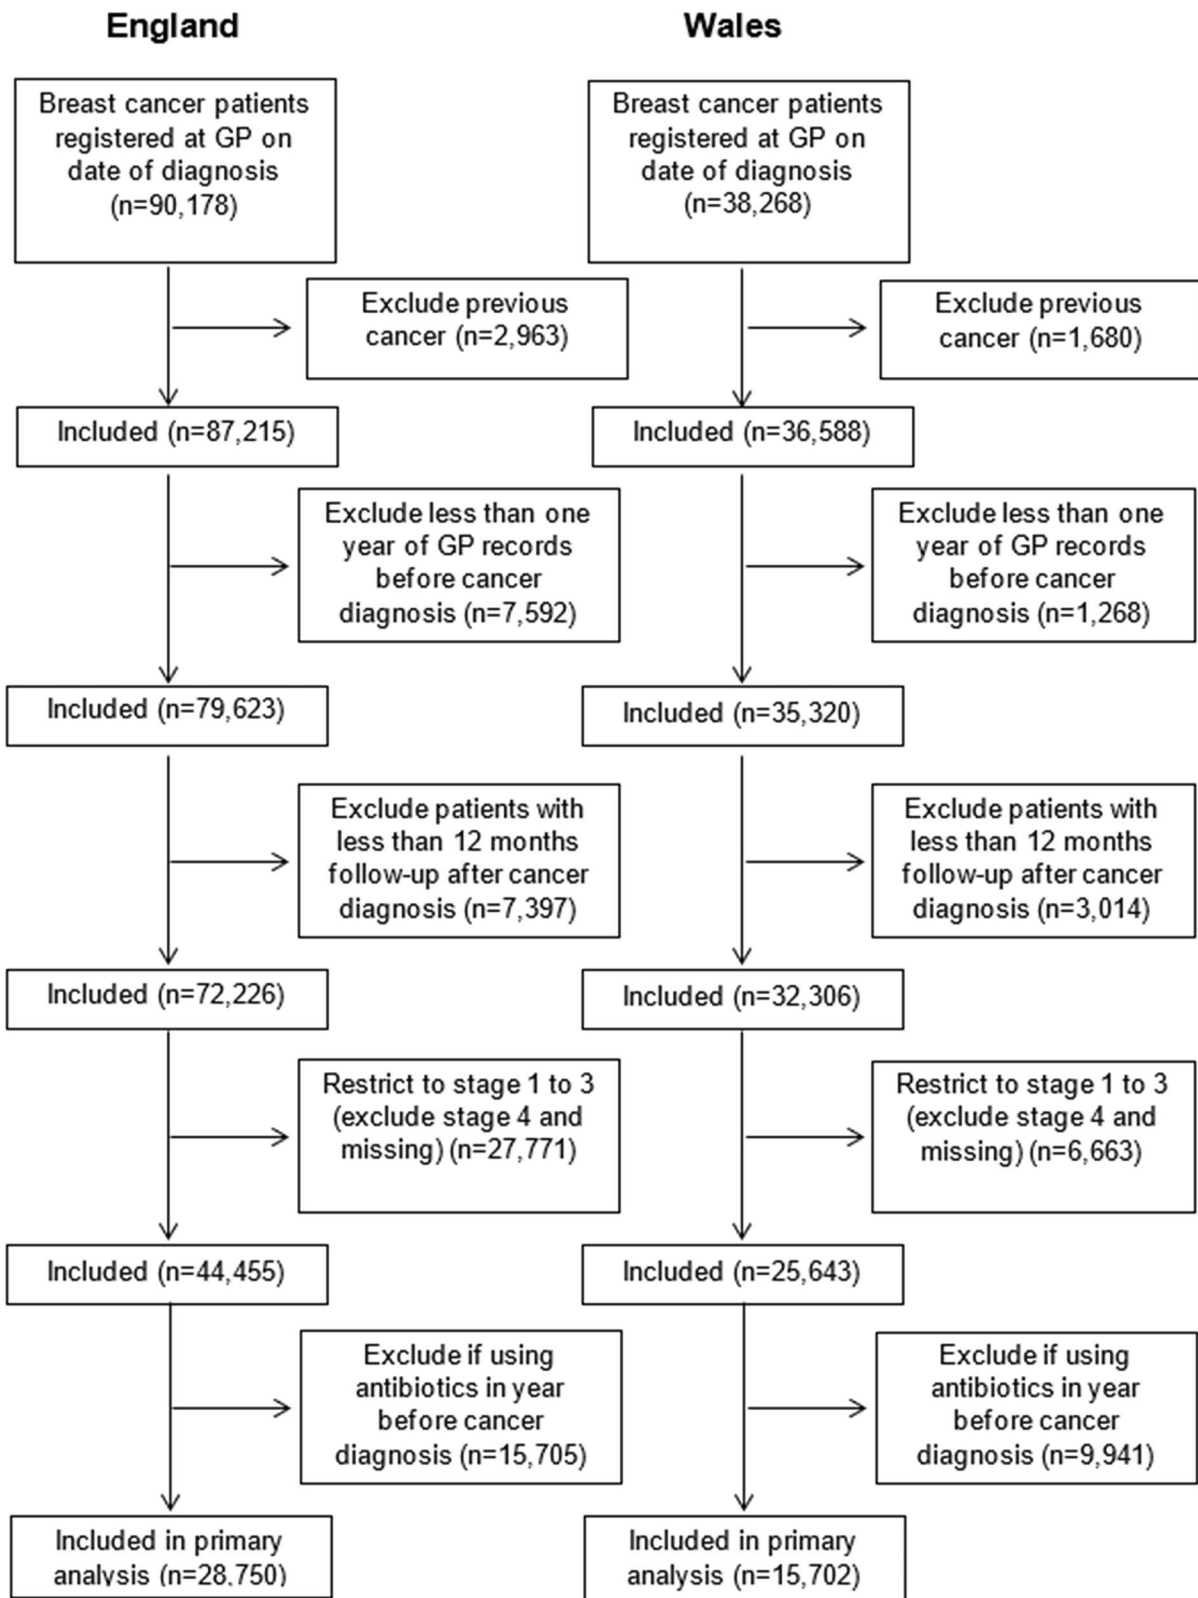 England
Breast cancer patients
registered at GP on
date of diagnosis
(n=90,178)
Exclude previous
cancer (n=2,963)
Included (n=87,215)
Exclude less than one
year of GP records
before cancer
diagnosis (n=7,592)
Included (n=79,623)
Exclude patients with
less than 12 months
follow-up after cancer
diagnosis (n=7,397)
Included (n=72,226)
Restrict to stage 1 to 3
(exclude stage 4 and
missing) (n=27,771)
Included (n=44,455)
Exclude if using
antibiotics in year
before cancer
diagnosis (n=15,705)
Included in primary
analysis (n=28,750)
Wales
Breast cancer patients
registered at GP on
date of diagnosis
(n=38,268)
Exclude previous
cancer (n=1,680)
Included (n=36,588)
Exclude less than one
year of GP records
before cancer
diagnosis (n=1,268)
Included (n=35,320)
Exclude patients with
less than 12 months
follow-up after cancer
diagnosis (n=3,014)
Included (n=32,306)
Restrict to stage 1 to 3
(exclude stage 4 and
missing) (n=6,663)
Included (n=25,643)
Exclude if using
antibiotics in year
before cancer
diagnosis (n=9,941)
Included in primary
analysis (n=15,702)